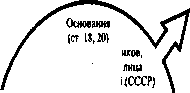 Основания
(ст 18, 20)
иков,
лица
(СССР)